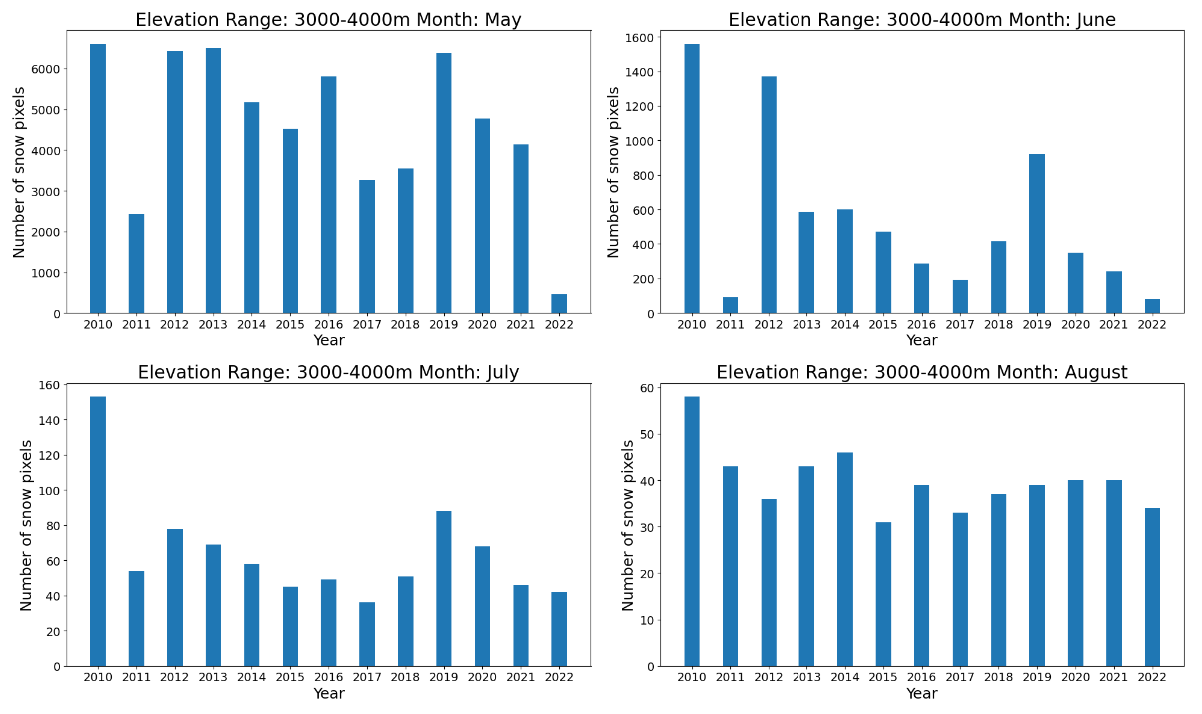 Elevation Range: 3000-4000m Month: May
Number of snow pixels
6000
5000
4000
3000
2000
1000
0
2010 2011 2012 2013 2014 2015 2016 2017 2018 2019 2020 2021 2022
Year
Elevation Range: 3000-4000m Month: June
Number of snow pixels
1600
1400
1200
1000
800
600
400
200
0
2010 2011 2012 2013 2014 2015 2016 2017 2018 2019 2020 2021 2022
Year
Elevation Range: 3000-4000m Month: July
Number of snow pixels
160
140
120
100
80
60
40
20
0
2010 2011 2012 2013 2014 2015 2016 2017 2018 2019 2020 2021 2022
Year
Elevation Range: 3000-4000m Month: August
Number of snow pixels
60
50
40
30
20
10
0
2010 2011 2012 2013 2014 2015 2016 2017 2018 2019 2020 2021 2022
Year